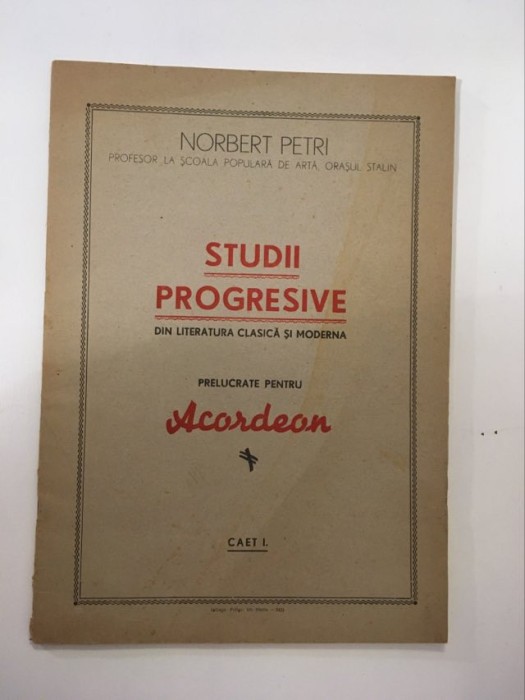 NORBERT PETRI
PROFESOR LA ȘCOALA POPULARĂ DE ARTĂ, ORAȘUL STALIN
STUDII
PROGRESIVE
DIN LITERATURA CLASICĂ ȘI MODERNA
PRELUCRATE PENTRU
Acordeon
CAET I.